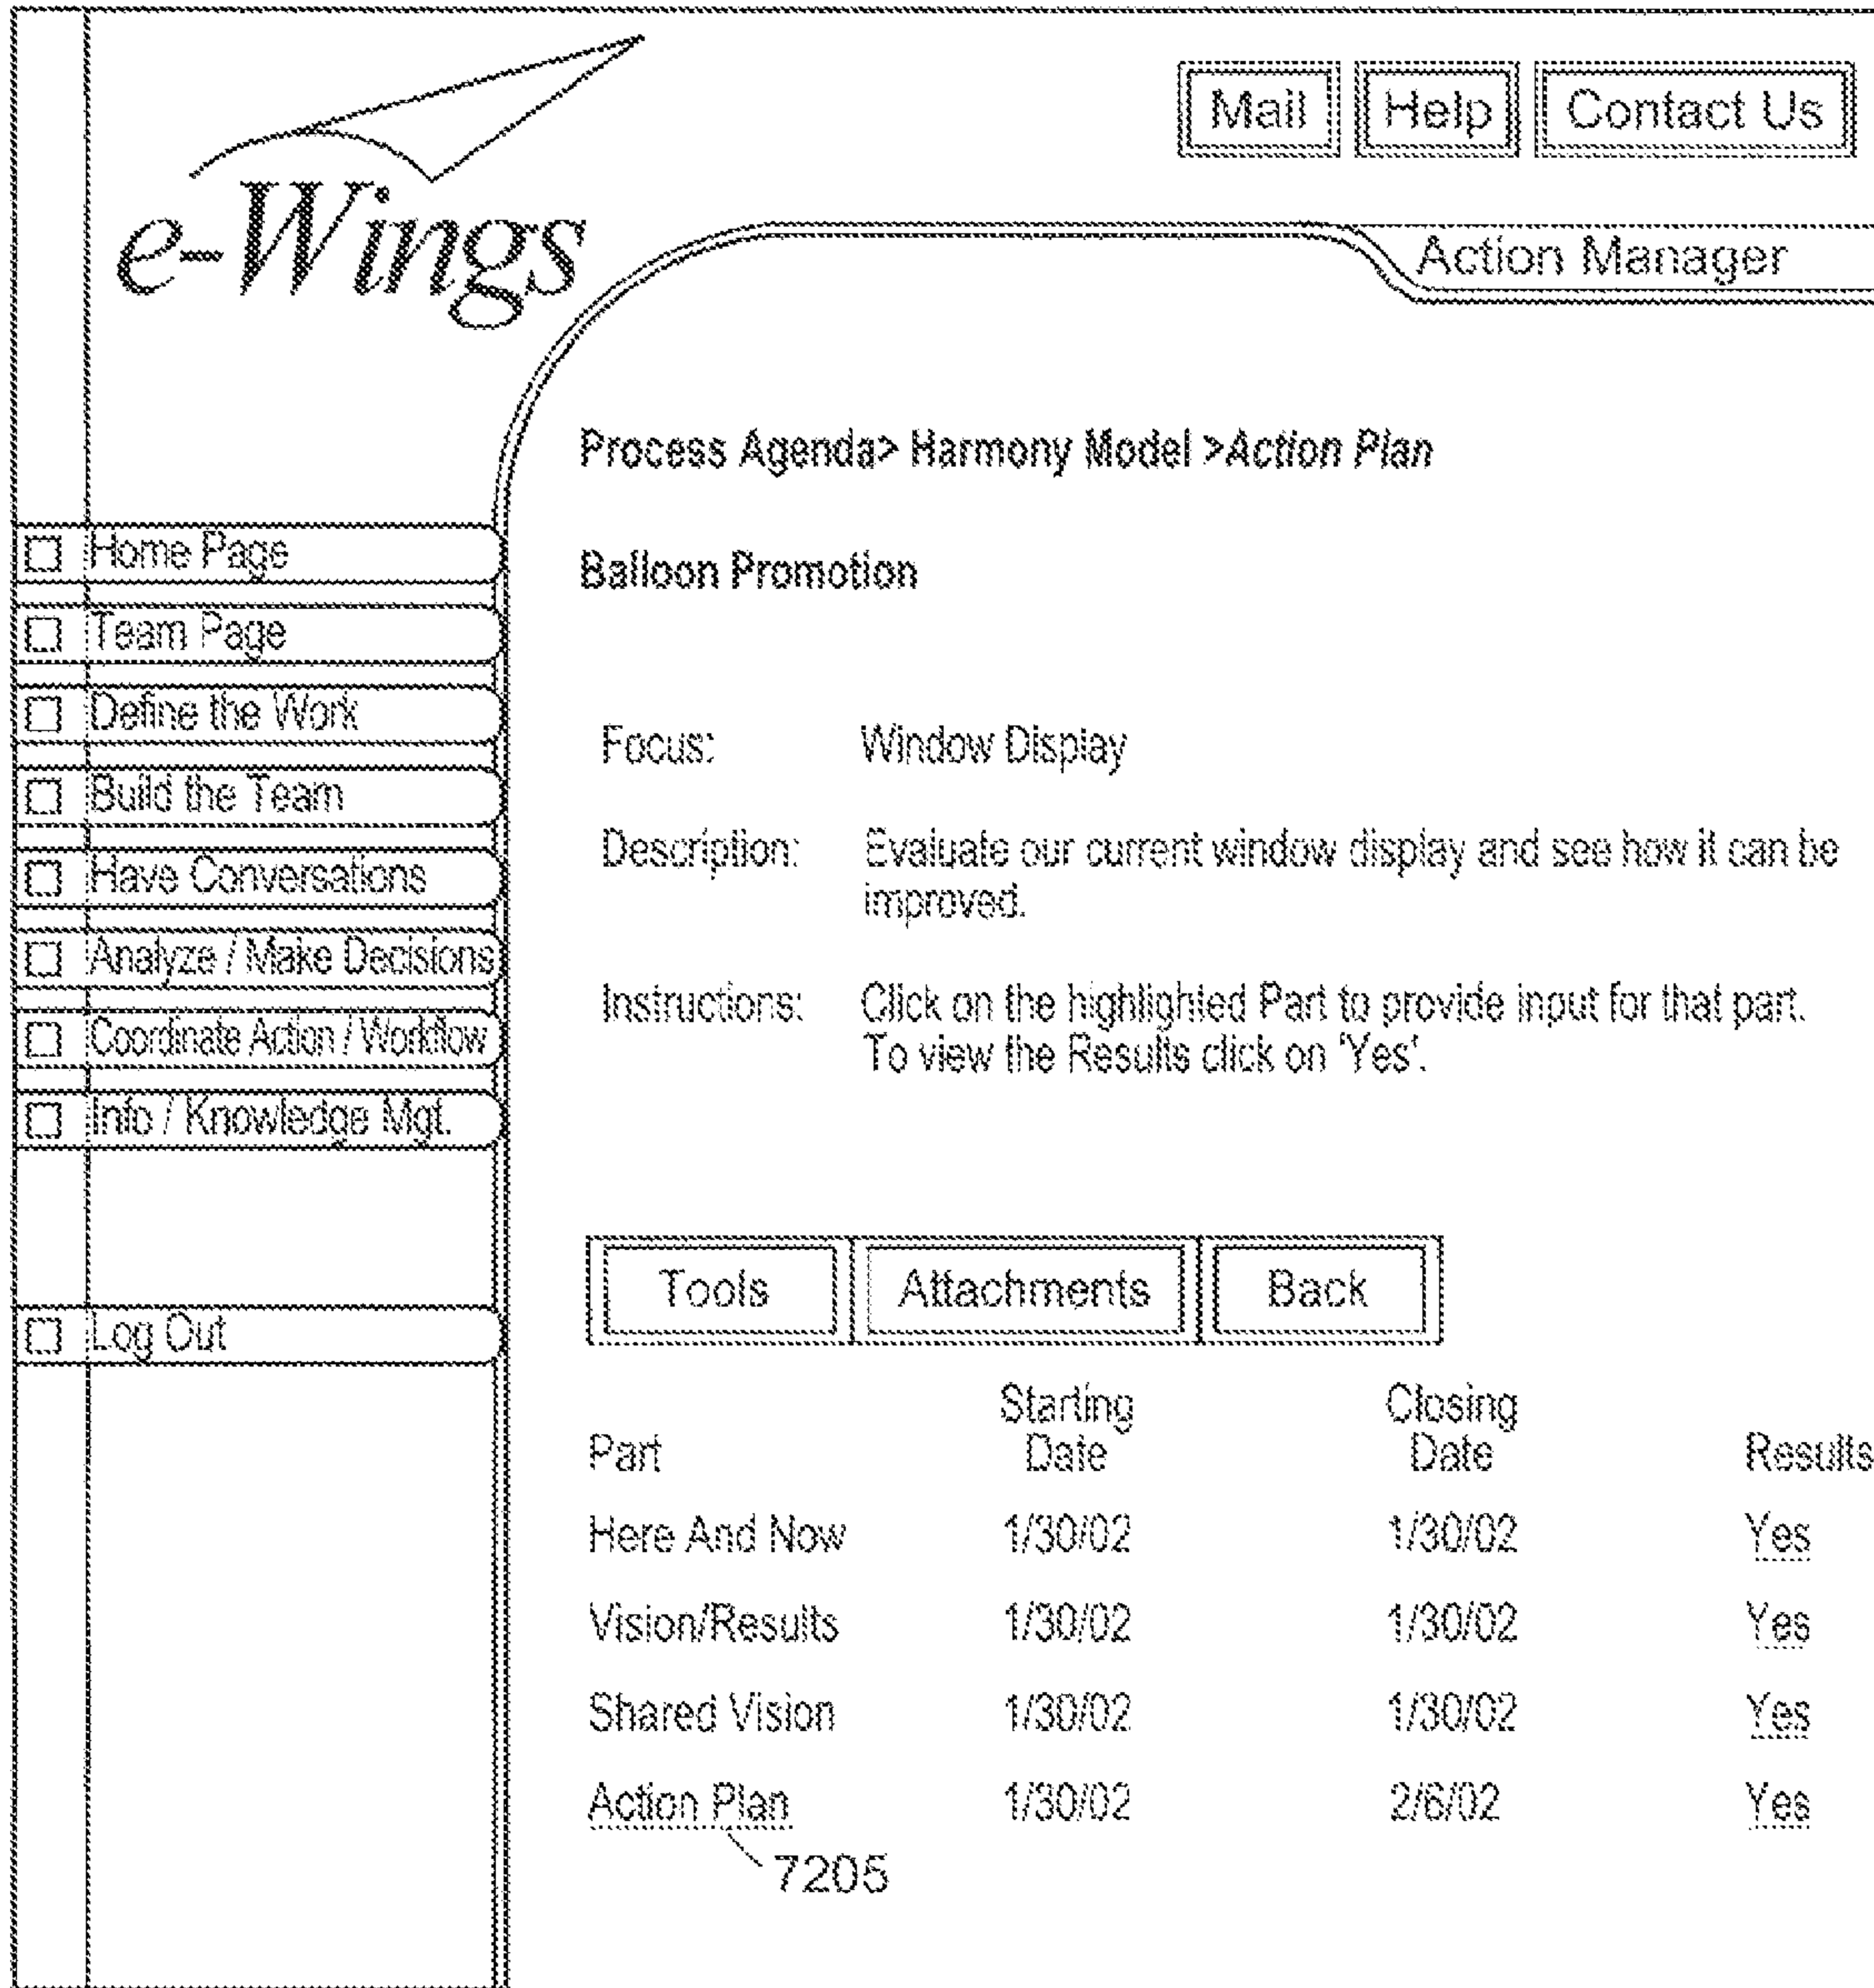 e-Wings
Mail Help Contact Us
Action Manager
Process Agenda> Harmony Model >Action Plan
Balloon Promotion
Home Page
Team Page
Define the Work
Build the Team
Have Conversations
Analyze / Make Decisions
Coordinate Action / Workflow
Info / Knowledge Mgt.
Log Out
Focus: Window Display
Description: Evaluate our current window display and see how it can be
improved.
Instructions: Click on the highlighted Part to provide input for that part.
To view the Results click on 'Yes'.
Tools Attachments Back
Starting Closing
Part Date Date Results
Here And Now 1/30/02 1/30/02 Yes
Vision/Results 1/30/02 1/30/02 Yes
Shared Vision 1/30/02 1/30/02 Yes
Action Plan 1/30/02 2/6/02 Yes
7205